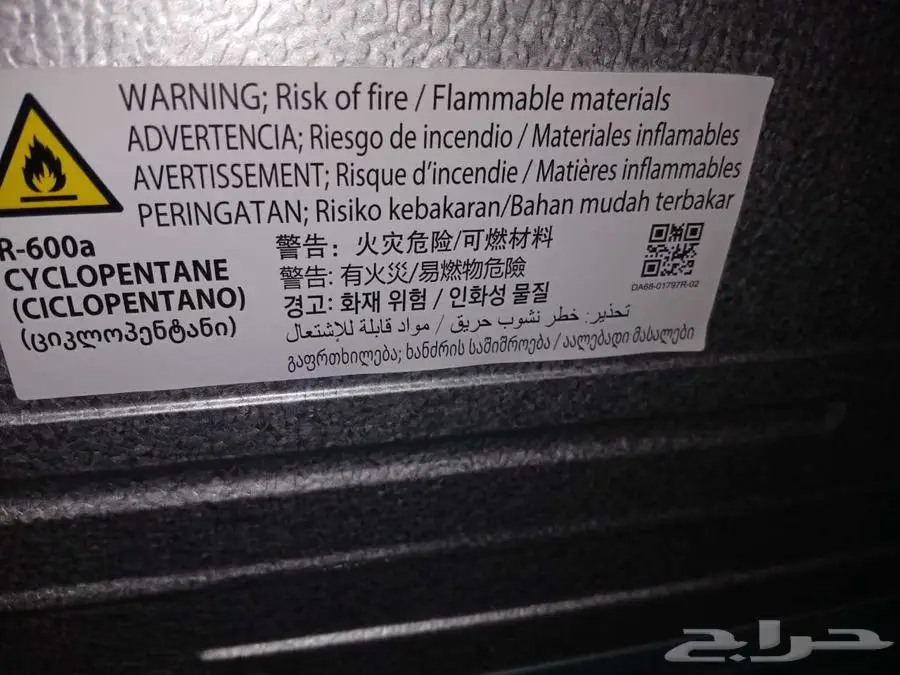 WARNING; Risk of fire / Flammable materials
ADVERTENCIA; Riesgo de incendio / Materiales inflamables
AVERTISSEMENT; Risque d'incendie / Matières inflammables
PERINGATAN; Risiko kebakaran/Bahan mudah terbakar
R-600a
CYCLOPENTANE
(CICLOPENTANO)
(ციკლოპენტანი)
警告: 火灾危险/可燃材料
警告: 有火災/易燃物危險
경고: 화재 위험 / 인화성 물질
تحذير: خطر نشوب حريق / مواد قابلة للاشتعال
გაფრთხილება; ხანძრის საშიშროება / აალებადი მასალები
DA68-01797R-02
حراج